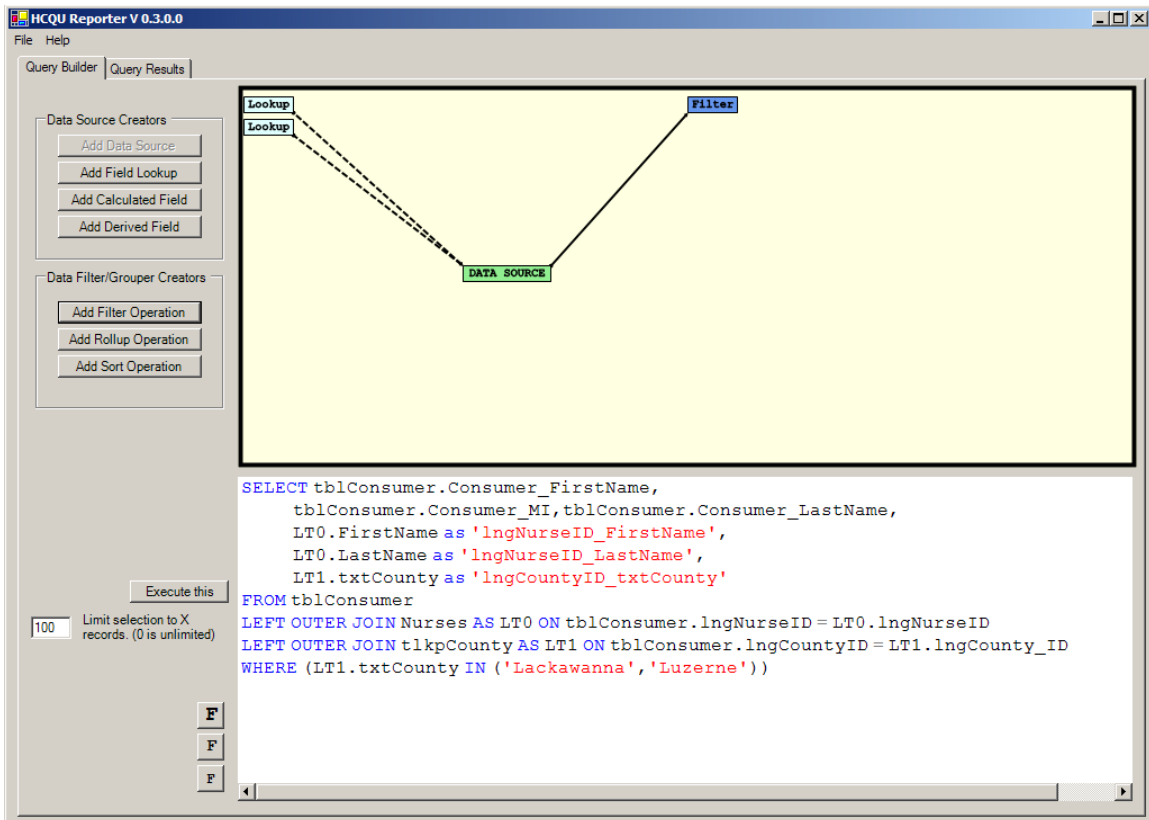 HCQU Reporter V 0.3.0.0
File Help
Query Builder Query Results
Data Source Creators
Add Data Source
Add Field Lookup
Add Calculated Field
Add Derived Field
Data Filter/Grouper Creators
Add Filter Operation
Add Rollup Operation
Add Sort Operation
Execute this
100
Limit selection to X
records. (0 is unlimited)
F
F
F
Lookup
Lookup
Filter
DATA SOURCE
SELECT tblConsumer.Consumer_FirstName,
tblConsumer.Consumer_MI,tblConsumer.Consumer_LastName,
LT0.FirstName as 'lngNurseID_FirstName',
LT0.LastName as 'lngNurseID_LastName',
LT1.txtCounty as 'lngCountyID_txtCounty'
FROM tblConsumer
LEFT OUTER JOIN Nurses AS LT0 ON tblConsumer.lngNurseID = LT0.lngNurseID
LEFT OUTER JOIN tlkpCounty AS LT1 ON tblConsumer.lngCountyID = LT1.lngCounty_ID
WHERE (LT1.txtCounty IN ('Lackawanna','Luzerne'))